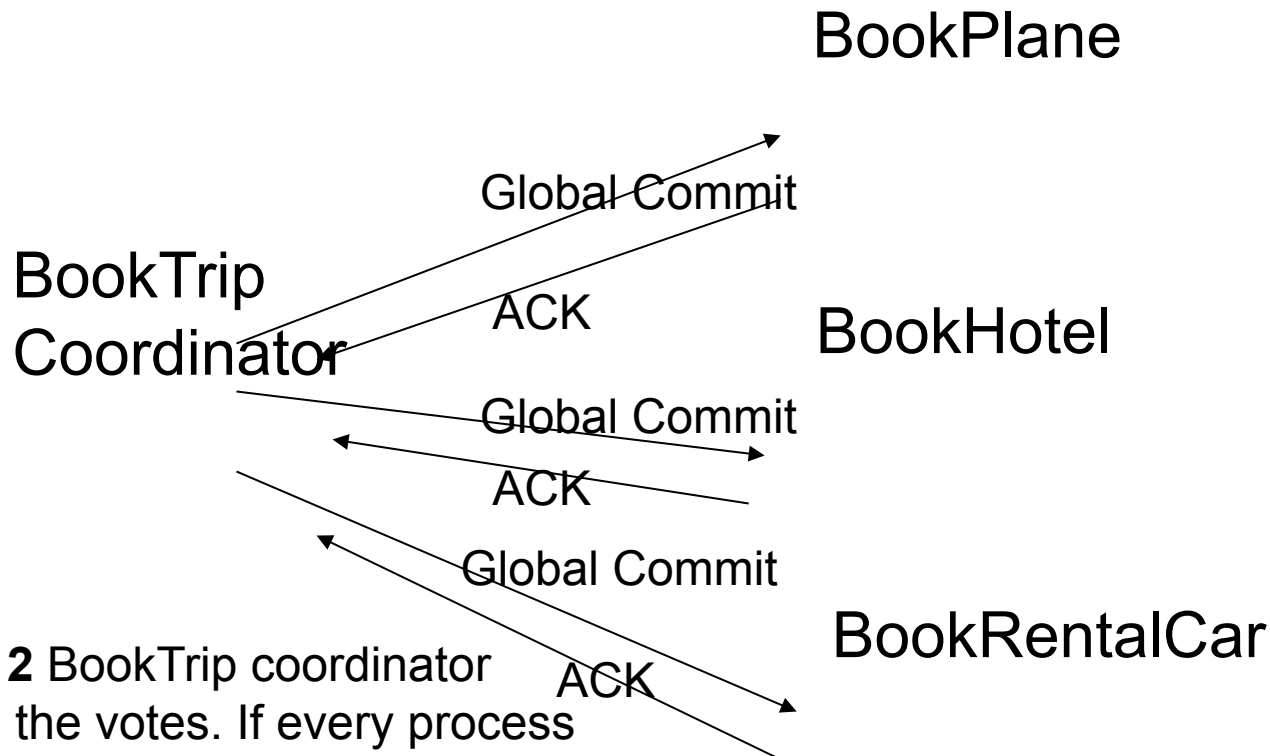 BookPlane
Global Commit
BookTrip
Coordinator
ACK
BookHotel
Global Commit
ACK
Global Commit
BookRentalCar
ACK
2 BookTrip coordinator
the votes. If every process